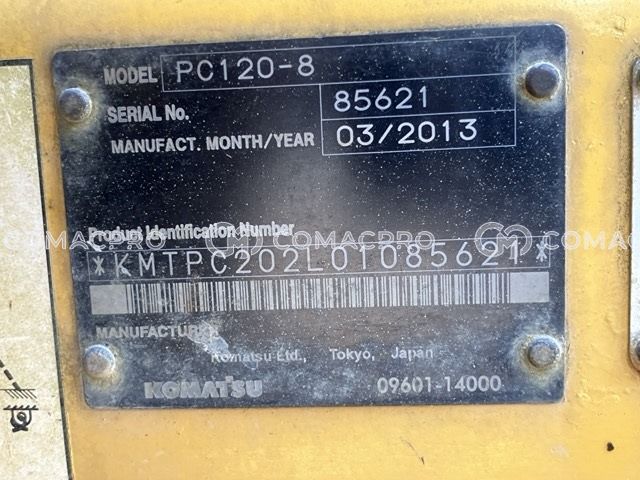 MODEL PC120-8
SERIAL No. 85621
MANUFACT. MONTH/YEAR 03/2013
Product Identification Number
COMACPRO COMACPRO COMACPRO
*KMTPC202L01085621*
MANUFACTURER
Komatsu Ltd., Tokyo, Japan
KOMATSU 09601-14000